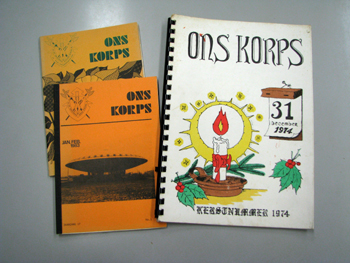 ONS
KORPS
ONS
KORPS
ONS KORPS
31
december
1974
KERSTNUMMER 1974